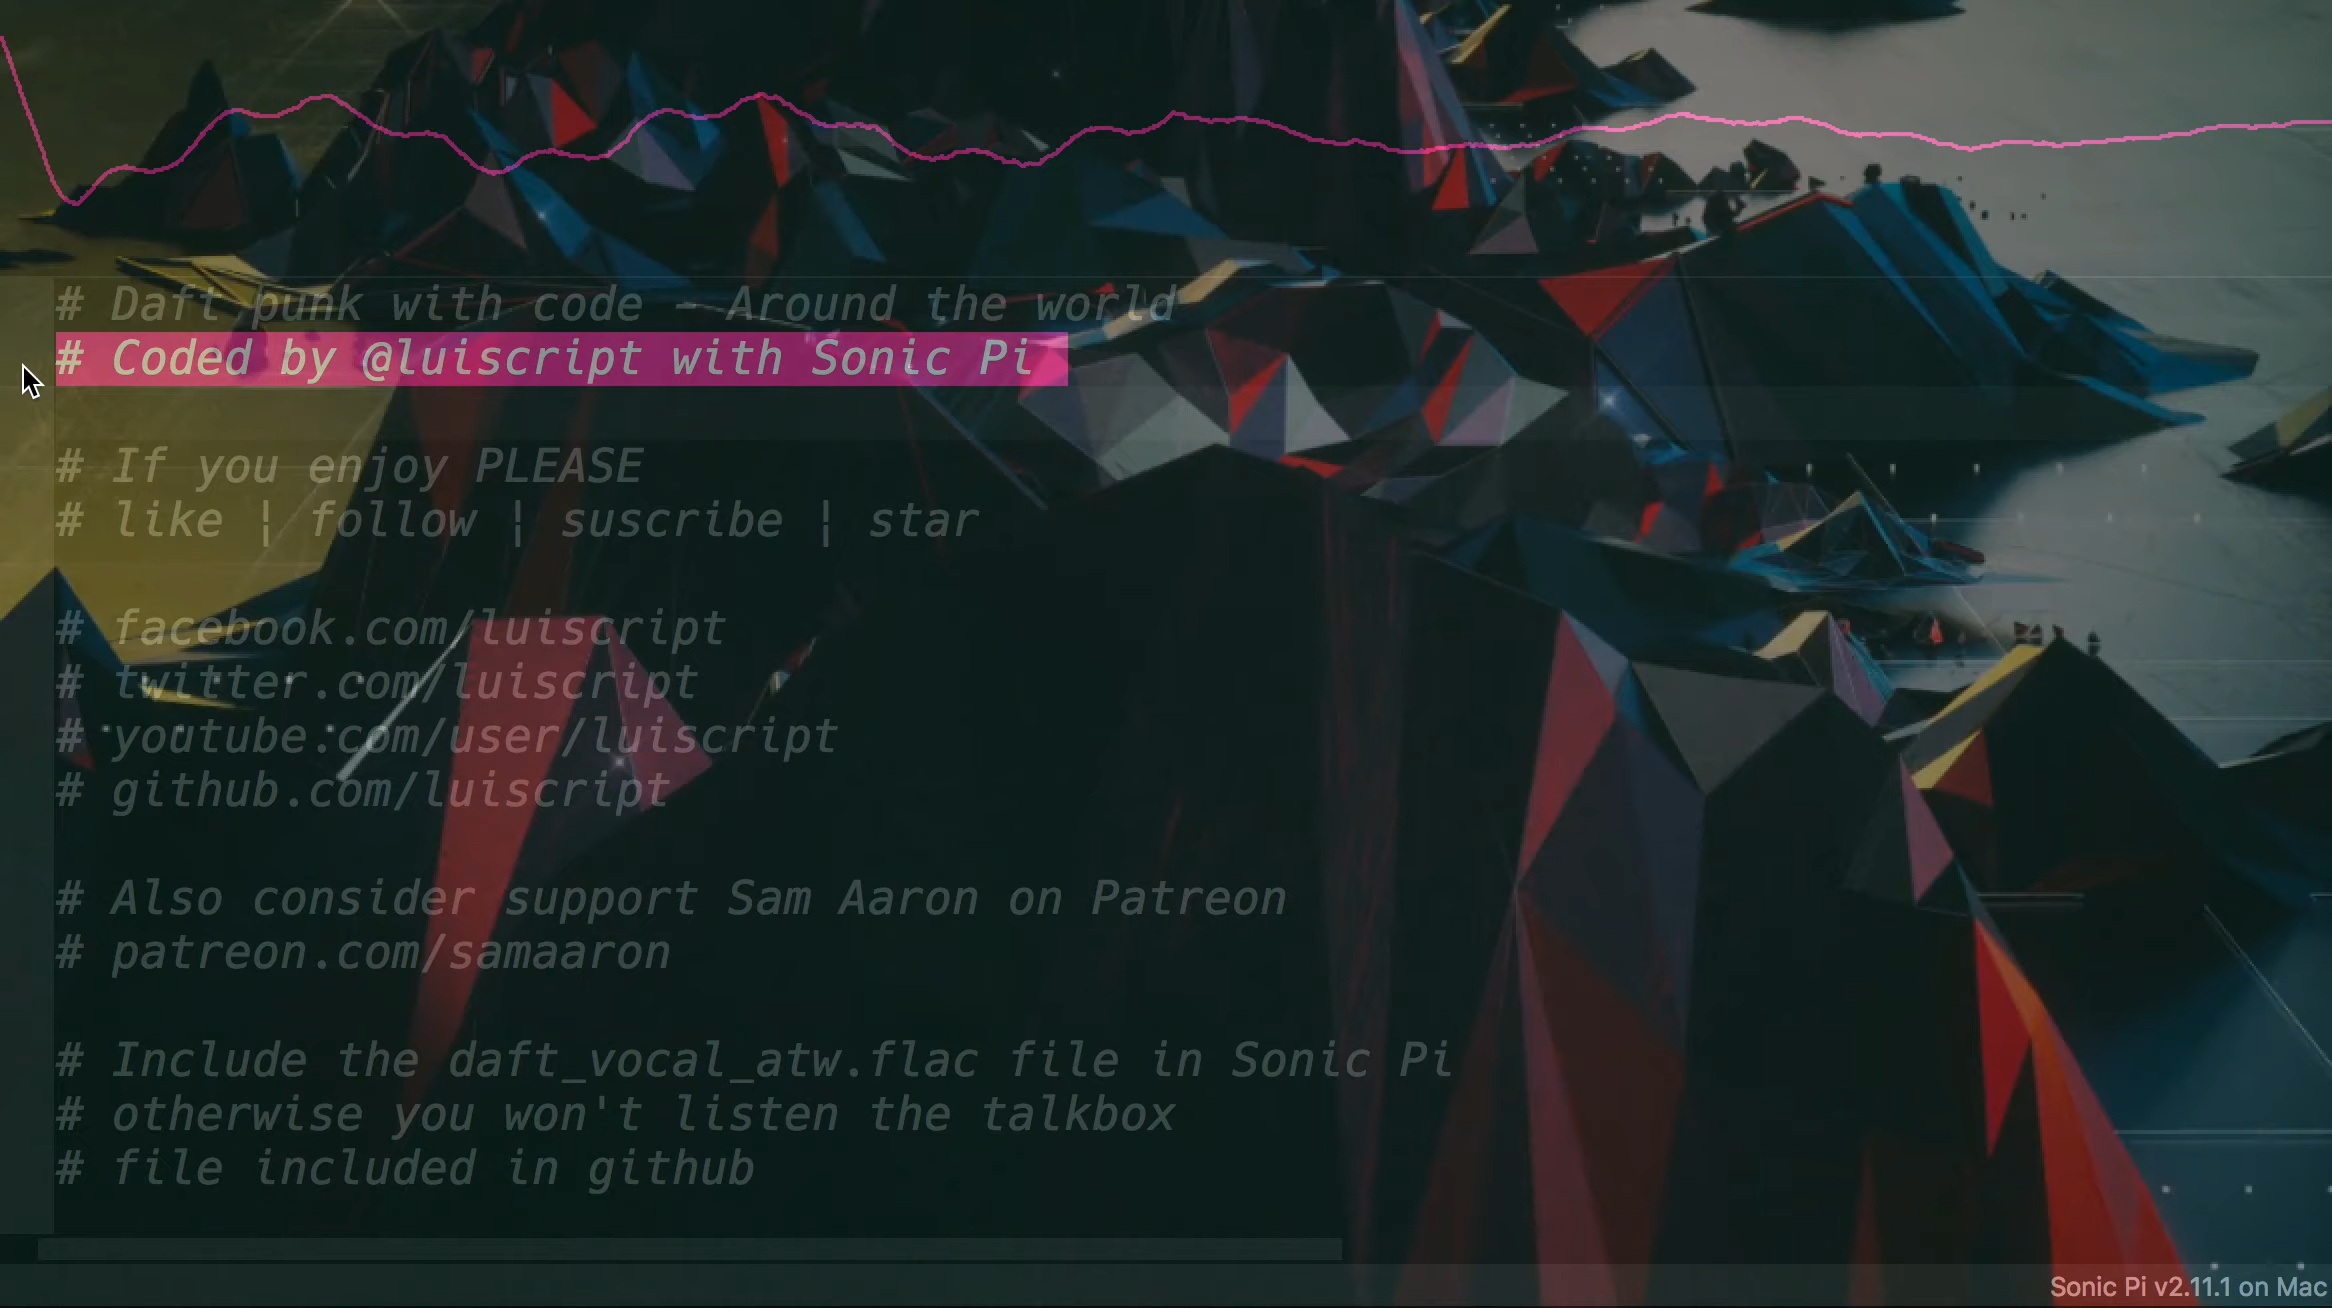 # Daft punk with code - Around the world
# Coded by @luiscript with Sonic Pi
# If you enjoy PLEASE
# like | follow | suscribe | star
# facebook.com/luiscript
# twitter.com/luiscript
# youtube.com/user/luiscript
# github.com/luiscript
# Also consider support Sam Aaron on Patreon
# patreon.com/samaaron
# Include the daft_vocal_atw.flac file in Sonic Pi
# otherwise you won't listen the talkbox
# file included in github
Sonic Pi v2.11.1 on Mac